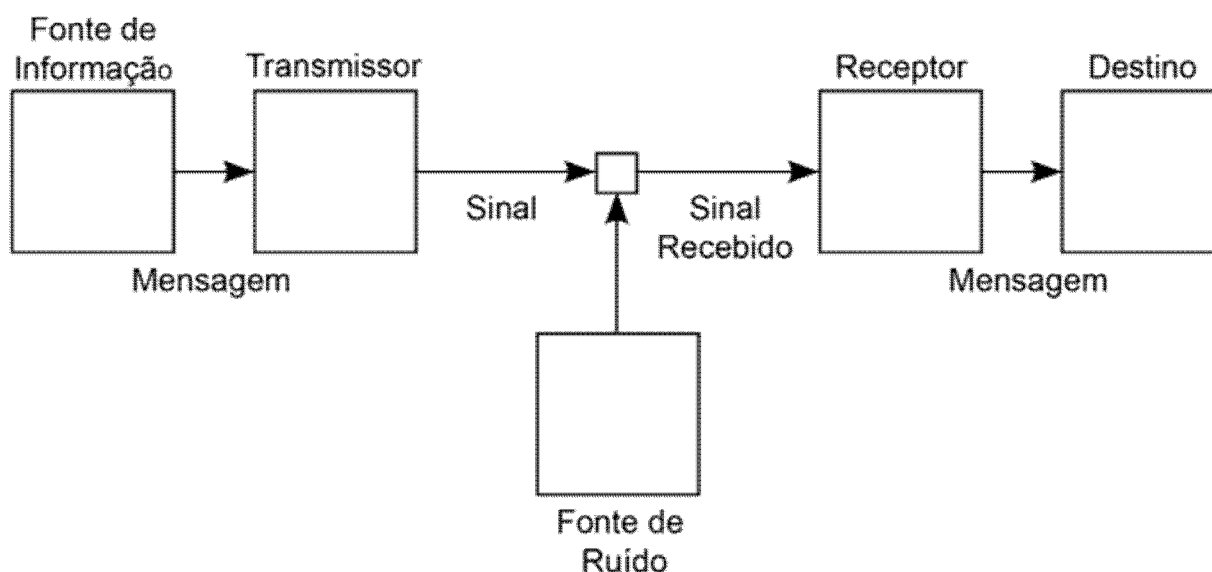 Fonte de
Informação
Transmissor
Receptor
Destino
Sinal
Sinal
Recebido
Mensagem
Mensagem
Fonte de
Ruído